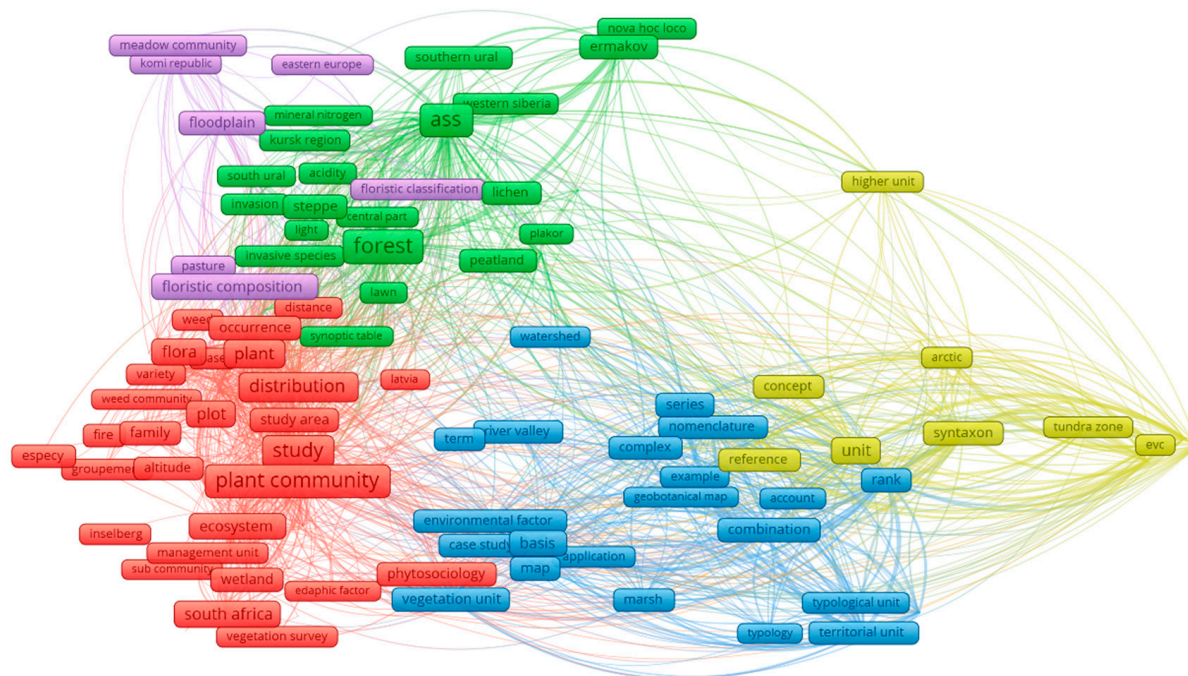 nova hoc loco
meadow community
ermakov
komi republic
eastern europe
southern ural
western siberia
mineral nitrogen
ass
floodplain
kursk region
south ural
acidity
higher unit
floristic classification
lichen
invasion
steppe
central part
light
plakor
forest
invasive species
peatland
pasture
floristic composition
lawn
distance
weed
occurrence
synoptic table
watershed
flora
plant
arctic
variety
distribution
latvia
concept
weed community
series
plot
study area
nomenclature
tundra zone
fire
family
term
river valley
syntaxon
evc
complex
study
unit
especy
reference
groupemen
altitude
example
rank
plant community
geobotanical map
account
environmental factor
ecosystem
combination
inselberg
case study
basis
management unit
application
sub community
map
wetland
phytosociology
edaphic factor
vegetation unit
marsh
typological unit
south africa
vegetation survey
typology
territorial unit